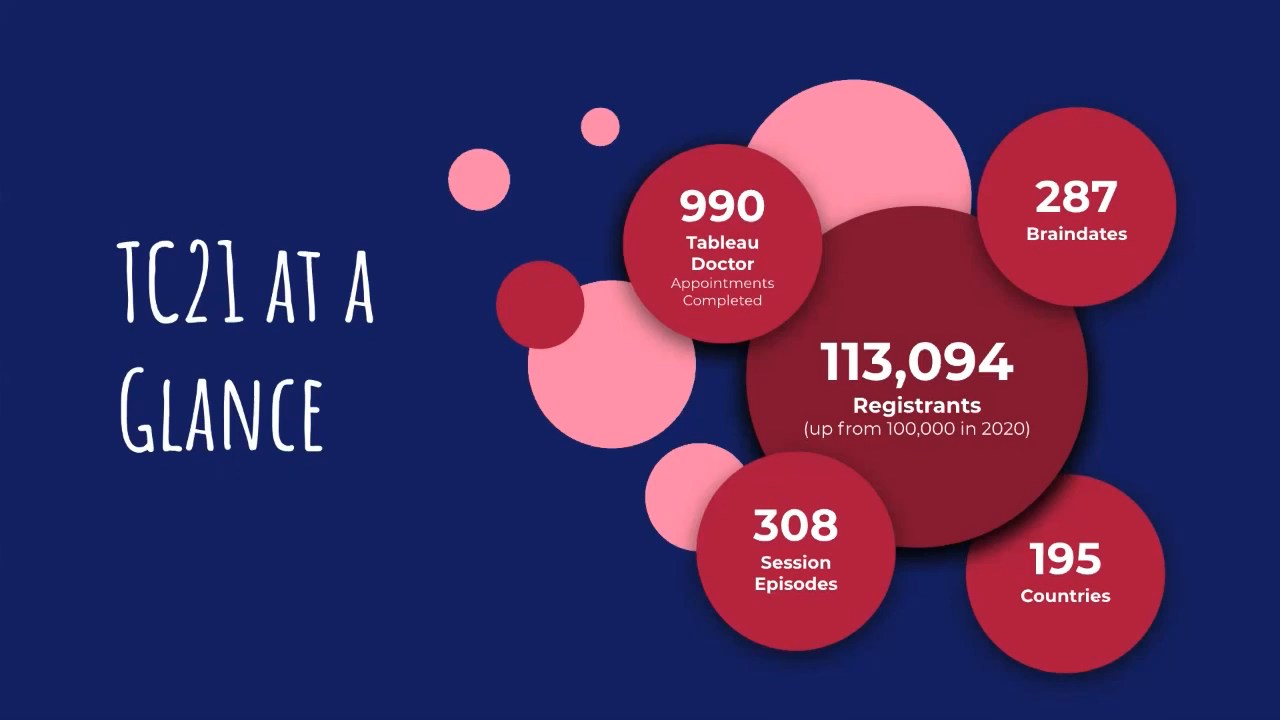 TC21 AT A
GLANCE
990
Tableau
Doctor
Appointments
Completed
287
Braindates
113,094
Registrants
(up from 100,000 in 2020)
308
Session
Episodes
195
Countries